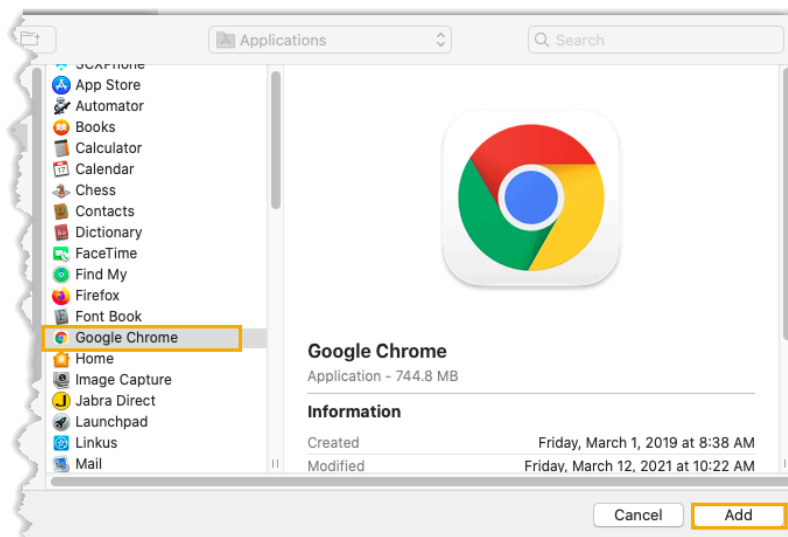 Applications
Search
SCXPhone
App Store
Automator
Books
Calculator
17
Calendar
Chess
Contacts
Dictionary
FaceTime
Find My
Firefox
Font Book
Google Chrome
Home
Image Capture
Jabra Direct
Launchpad
Linkus
Mail
Google Chrome
Application - 744.8 MB
Information
Created Friday, March 1, 2019 at 8:38 AM
Modified Friday, March 12, 2021 at 10:22 AM
Cancel Add